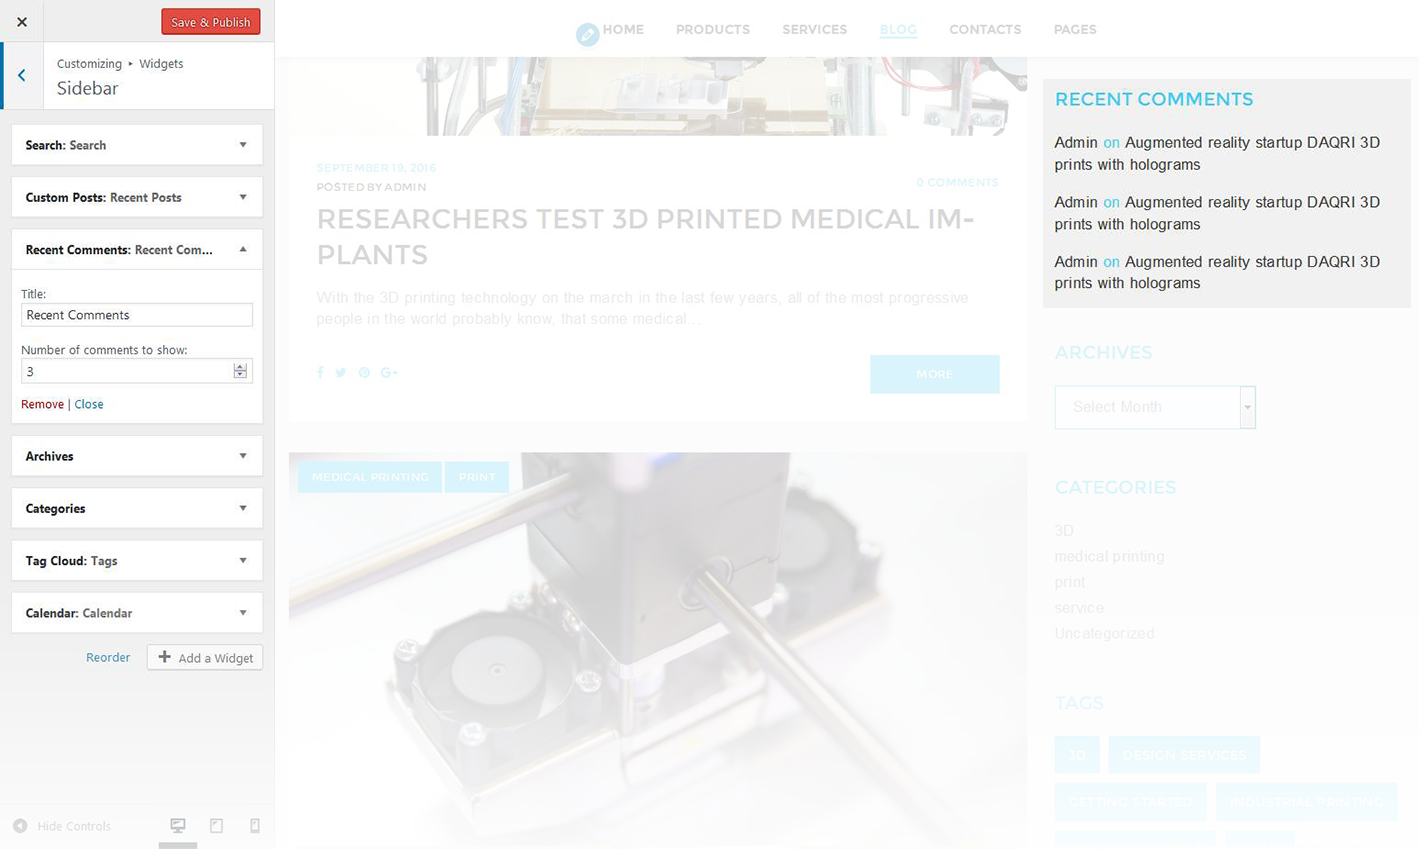 Save & Publish
Customizing ▸ Widgets
Sidebar
Search: Search
Custom Posts: Recent Posts
Recent Comments: Recent Com...
Title:
Recent Comments
Number of comments to show:
3
Remove | Close
Archives
Categories
Tag Cloud: Tags
Calendar: Calendar
Reorder
Add a Widget
Hide Controls
HOME PRODUCTS SERVICES BLOG CONTACTS PAGES
SEPTEMBER 19, 2016
POSTED BY ADMIN
0 COMMENTS
RESEARCHERS TEST 3D PRINTED MEDICAL IM-
PLANTS
With the 3D printing technology on the march in the last few years, all of the most progressive
people in the world probably know, that some medical...
MORE
MEDICAL PRINTING PRINT
RECENT COMMENTS
Admin on Augmented reality startup DAQRI 3D
prints with holograms
Admin on Augmented reality startup DAQRI 3D
prints with holograms
Admin on Augmented reality startup DAQRI 3D
prints with holograms
ARCHIVES
Select Month
CATEGORIES
3D
medical printing
print
service
Uncategorized
TAGS
3D DESIGN SERVICES
GETTING STARTED INDUSTRIAL PRINTING